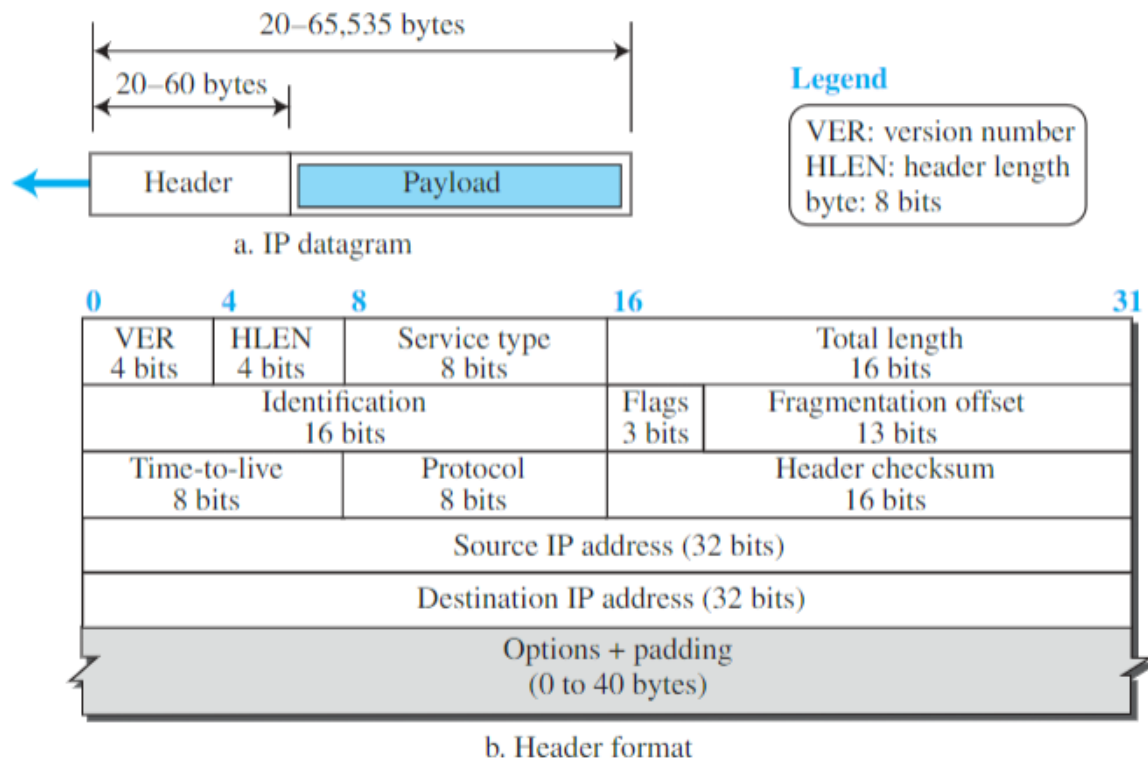 20–65,535 bytes
20–60 bytes
Header
Payload
a. IP datagram
Legend
VER: version number
HLEN: header length
byte: 8 bits
0 4 8 16 31
VER HLEN Service type Total length
4 bits 4 bits 8 bits 16 bits
Identification Flags Fragmentation offset
16 bits 3 bits 13 bits
Time-to-live Protocol Header checksum
8 bits 8 bits 16 bits
Source IP address (32 bits)
Destination IP address (32 bits)
Options + padding
(0 to 40 bytes)
b. Header format